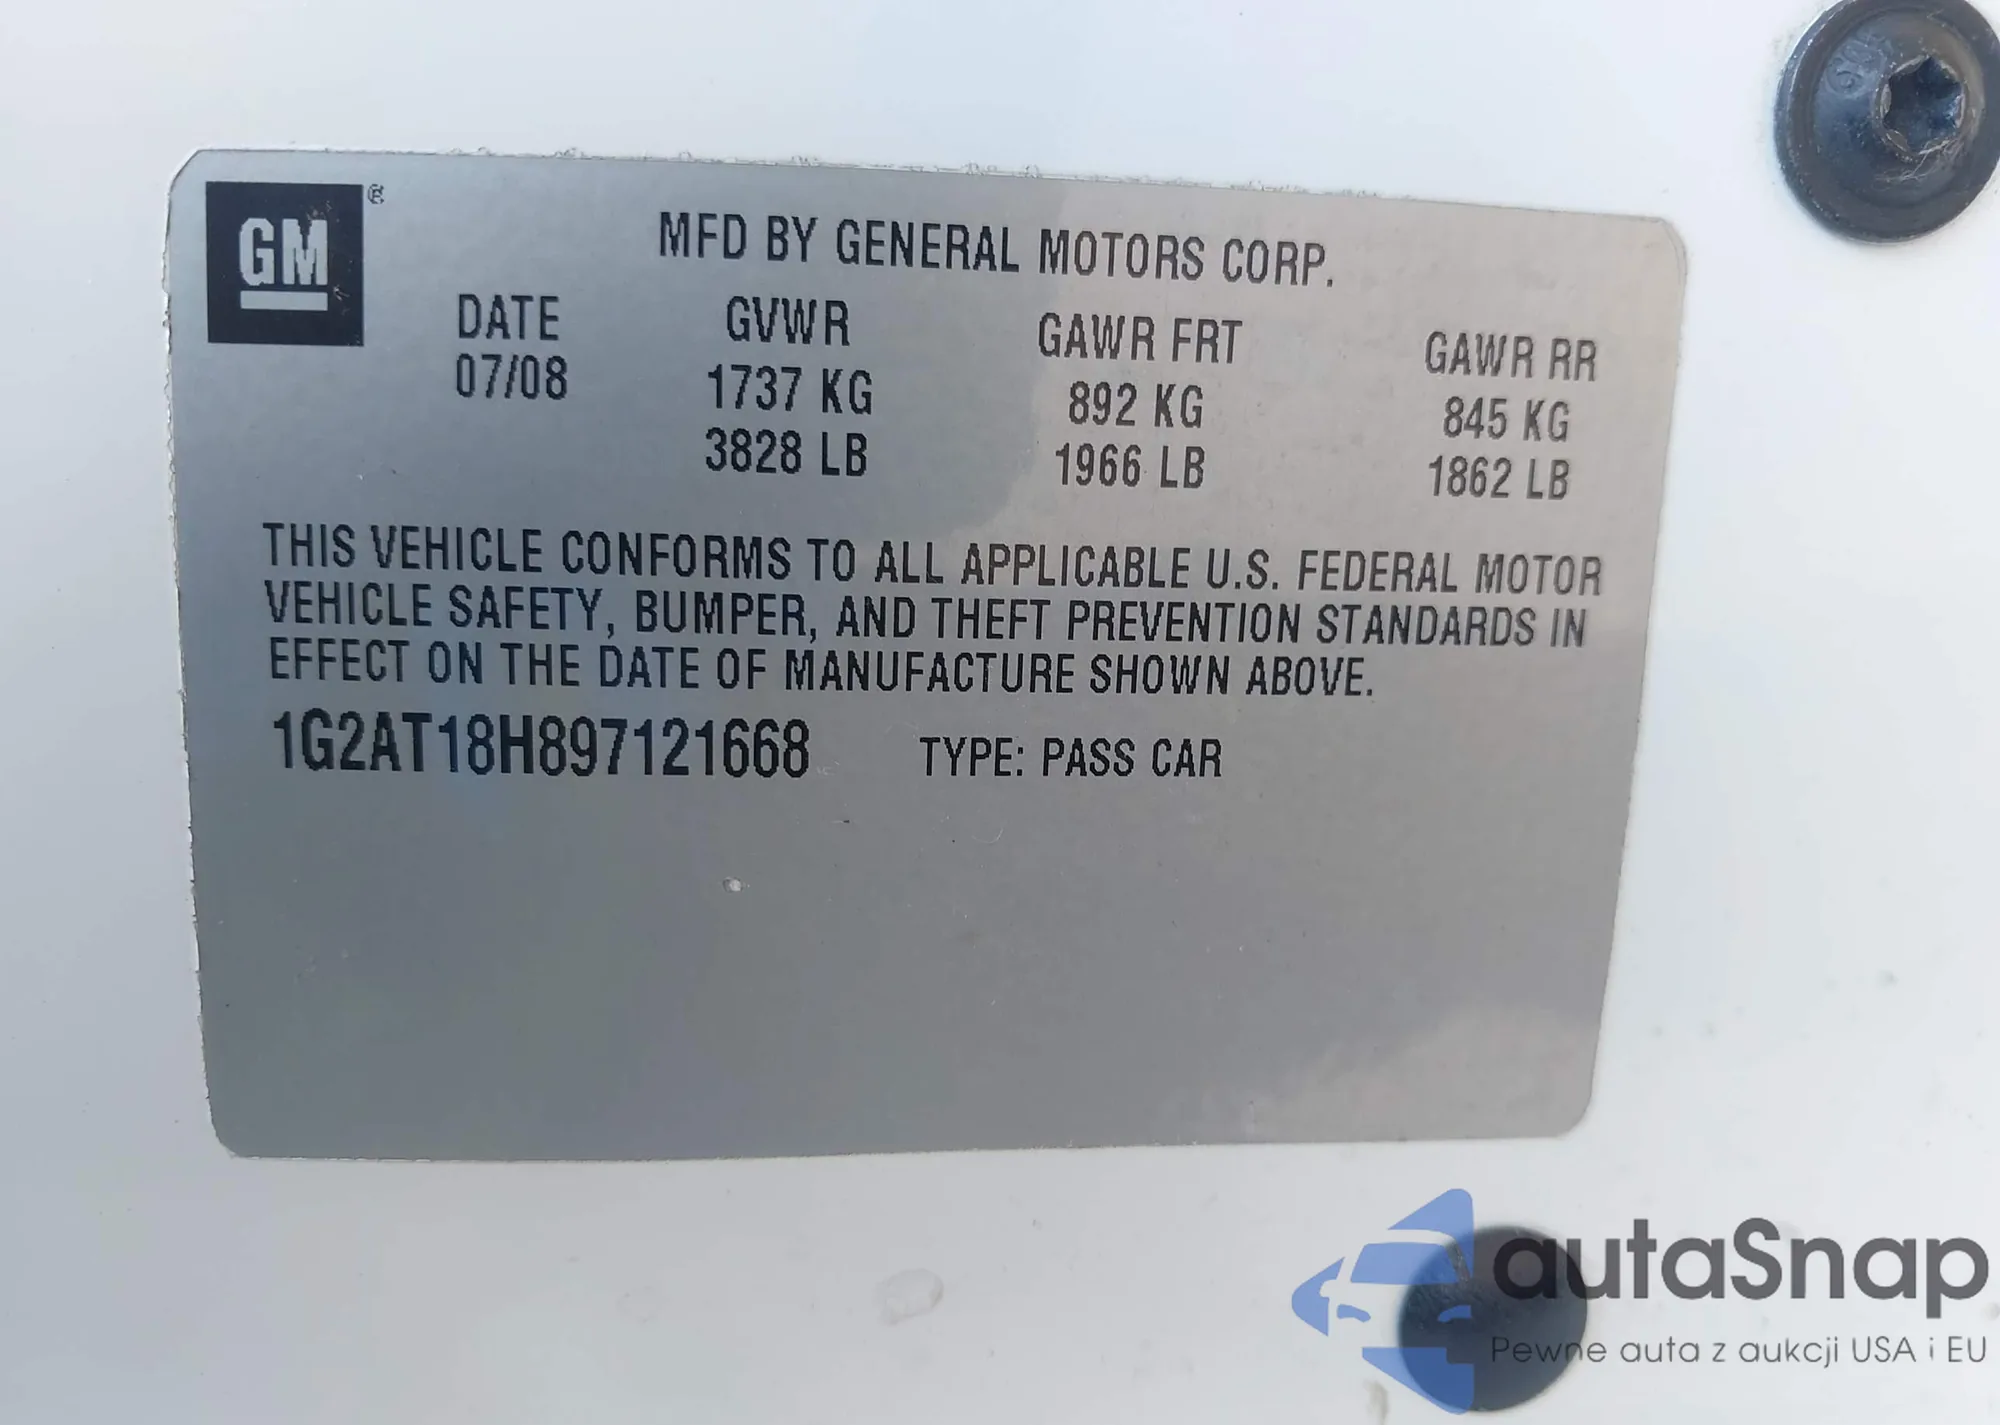 GM ®
MFD BY GENERAL MOTORS CORP.
DATE GVWR GAWR FRT GAWR RR
07/08 1737 KG 892 KG 845 KG
3828 LB 1966 LB 1862 LB
THIS VEHICLE CONFORMS TO ALL APPLICABLE U.S. FEDERAL MOTOR
VEHICLE SAFETY, BUMPER, AND THEFT PREVENTION STANDARDS IN
EFFECT ON THE DATE OF MANUFACTURE SHOWN ABOVE.
1G2AT18H897121668 TYPE: PASS CAR
autaSnap
Pewne auta z aukcji USA i EU